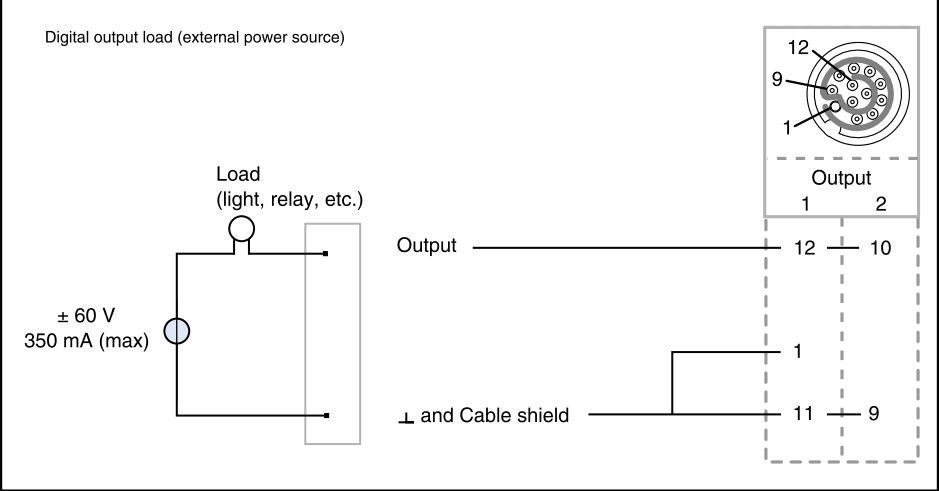 Digital output load (external power source)
12
9
1
Output
1 2
Load
(light, relay, etc.)
Output
12 10
± 60 V
350 mA (max)
1
⊥ and Cable shield
11 9